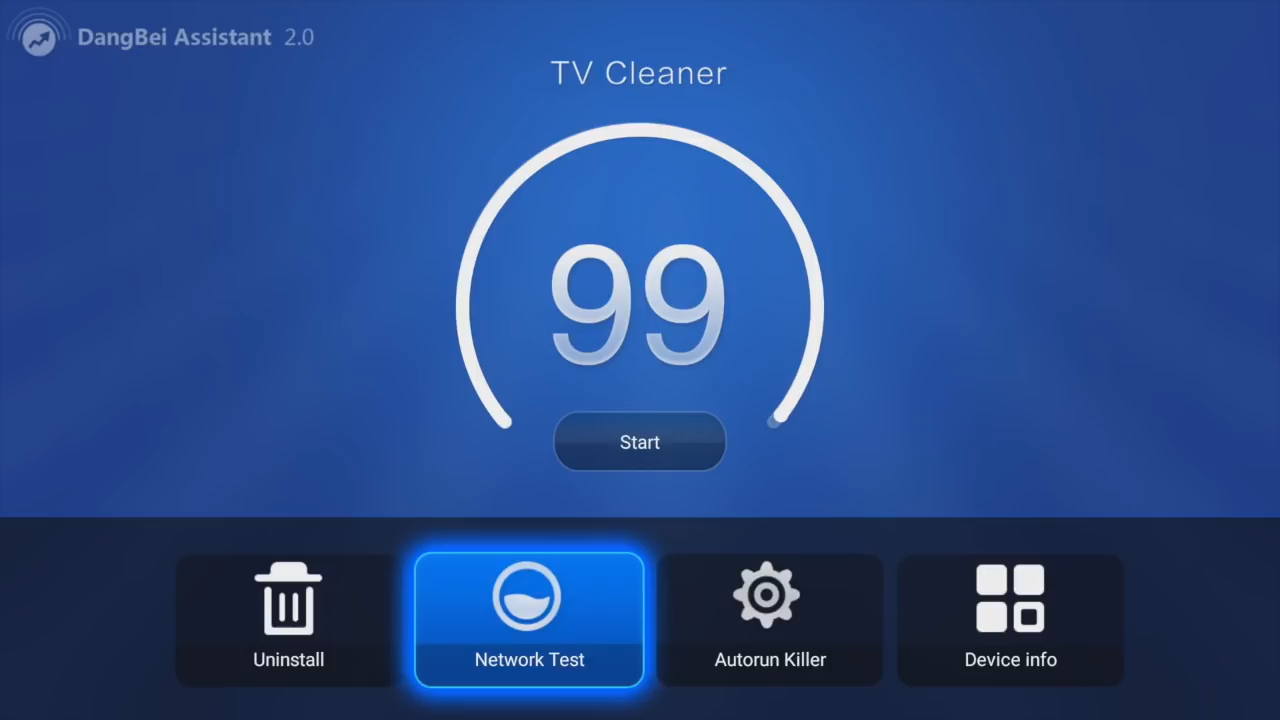 DangBei Assistant 2.0
TV Cleaner
99
Start
Uninstall
Network Test
Autorun Killer
Device info